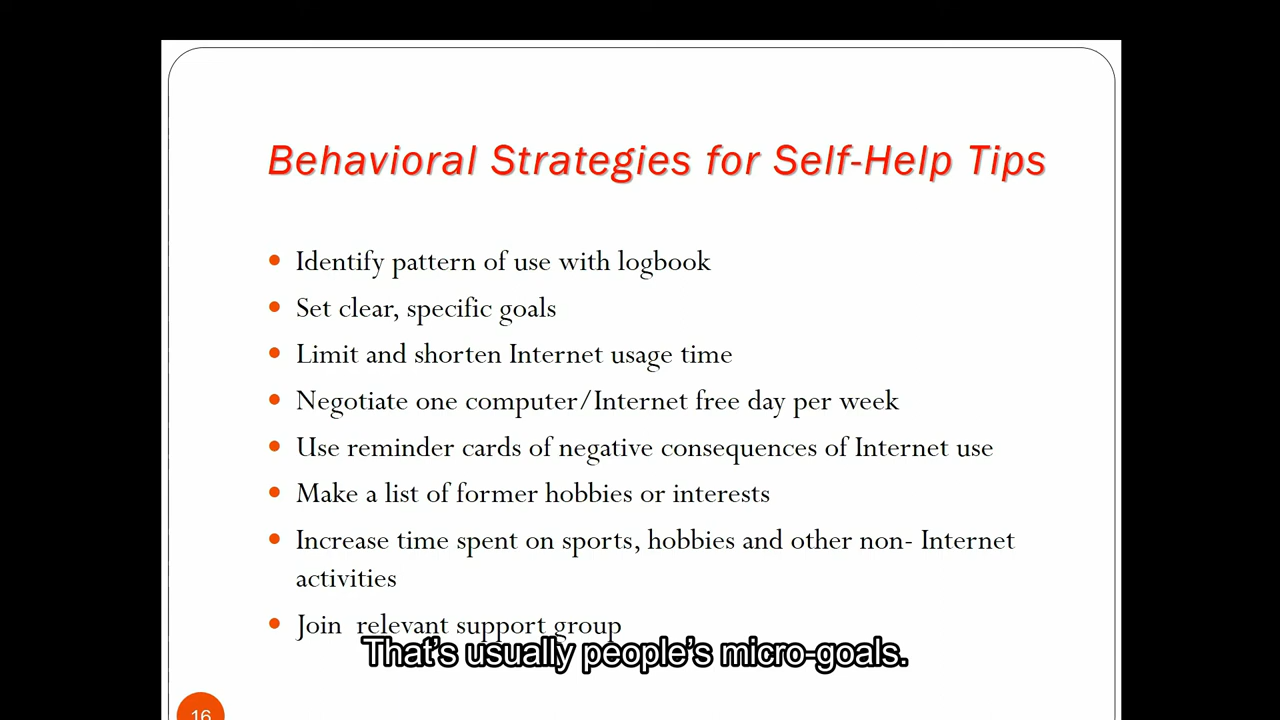 Behavioral Strategies for Self-Help Tips
• Identify pattern of use with logbook
• Set clear, specific goals
• Limit and shorten Internet usage time
• Negotiate one computer/Internet free day per week
• Use reminder cards of negative consequences of Internet use
• Make a list of former hobbies or interests
• Increase time spent on sports, hobbies and other non- Internet
activities
• Join relevant support group
That's usually people's micro-goals.
16